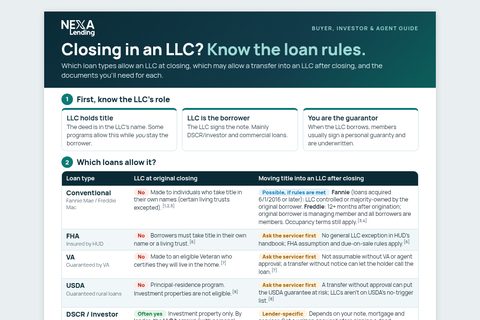 NEXA
Lending
BUYER, INVESTOR & AGENT GUIDE
Closing in an LLC? Know the loan rules.
Which loan types allow an LLC at closing, which may allow a transfer into an LLC after closing, and the
documents you'll need for each.
1 First, know the LLC's role
LLC holds title
The deed is in the LLC's name. Some
programs allow this while you stay the
borrower.
LLC is the borrower
The LLC signs the note. Mainly
DSCR/investor and commercial loans.
You are the guarantor
When the LLC borrows, members
usually sign a personal guaranty
and are underwritten.
2 Which loans allow it?
Loan type LLC at original closing Moving title into an LLC after closing
Conventional
Fannie Mae / Freddie
Mac
No Made to individuals who take title in
their own names (certain living trusts
excepted).[1,2,3]
Possible, if rules are met Fannie (loans acquired
6/1/2016 or later): LLC controlled or majority-owned by the
original borrower. Freddie: 12+ months after origination;
original borrower is managing member and all borrowers are
members. Occupancy terms still apply.
FHA
Insured by HUD
No Borrowers must take title in their own
name or a living trust.
Ask the servicer first No general LLC exception in HUD's
handbook; FHA assumption and due-on-sale rules apply.
VA
Guaranteed by VA
No Made to an eligible Veteran who
certifies they will live in the home.[7]
Ask the servicer first Not assumable without VA or agent
approval; a transfer without notice can let the holder call the
loan.[7]
USDA
Guaranteed rural loans
No Principal-residence program.
Investment properties are not eligible.[8]
Ask the servicer first A transfer without approval can put
the USDA guarantee at risk; LLCs aren't on USDA's no-trigger
list.[8]
DSCR / Investor
Often yes Investment property only. By
Lender-specific Depends on your note, mortgage and